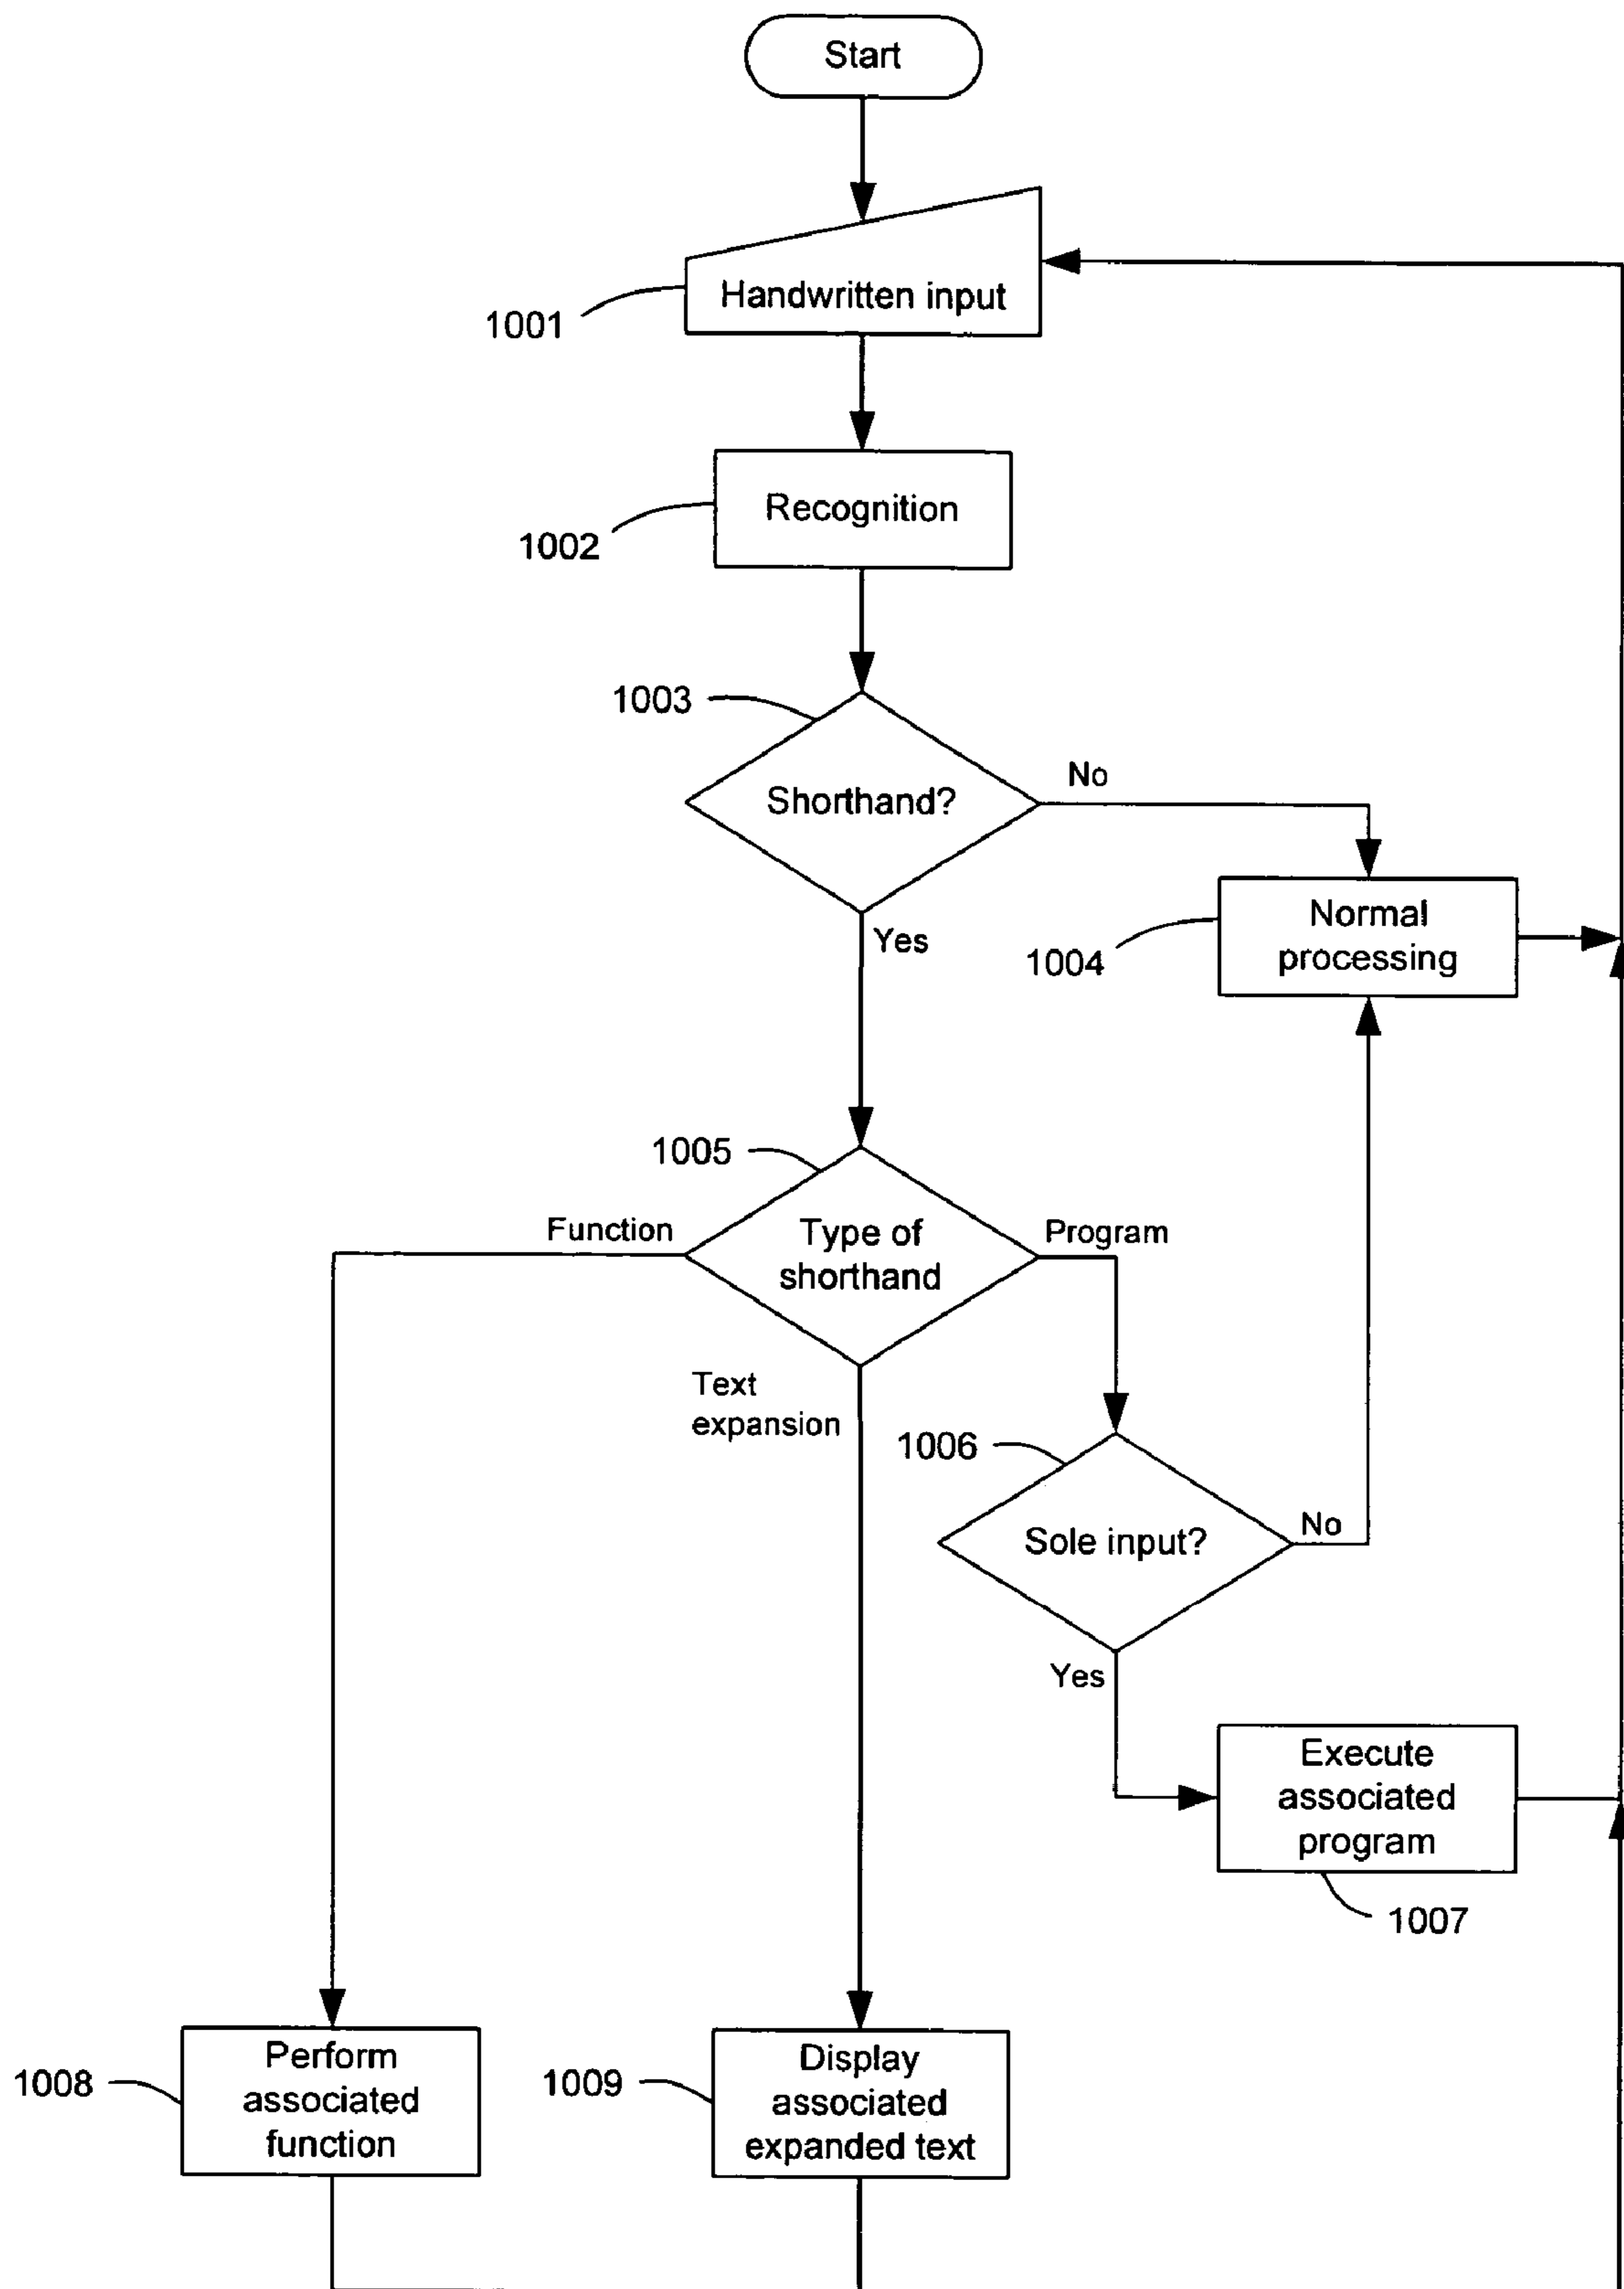 Start
Handwritten input
1001
Recognition
1002
1003
Shorthand?
No
Yes
Normal
processing
1004
1005
Function
Type of
shorthand
Program
Text
expansion
1006
Sole input?
No
Yes
Execute
associated
program
1007
Perform
associated
function
1008
Display
associated
expanded text
1009